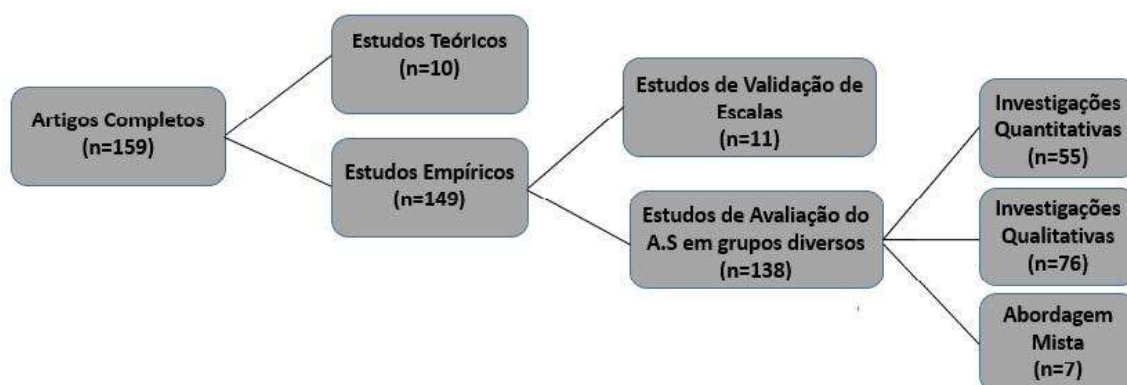 Artigos Completos
(n=159)
Estudos Teóricos
(n=10)
Estudos Empíricos
(n=149)
Estudos de Validação de
Escalas
(n=11)
Estudos de Avaliação do
A.S em grupos diversos
(n=138)
Investigações
Quantitativas
(n=55)
Investigações
Qualitativas
(n=76)
Abordagem
Mista
(n=7)